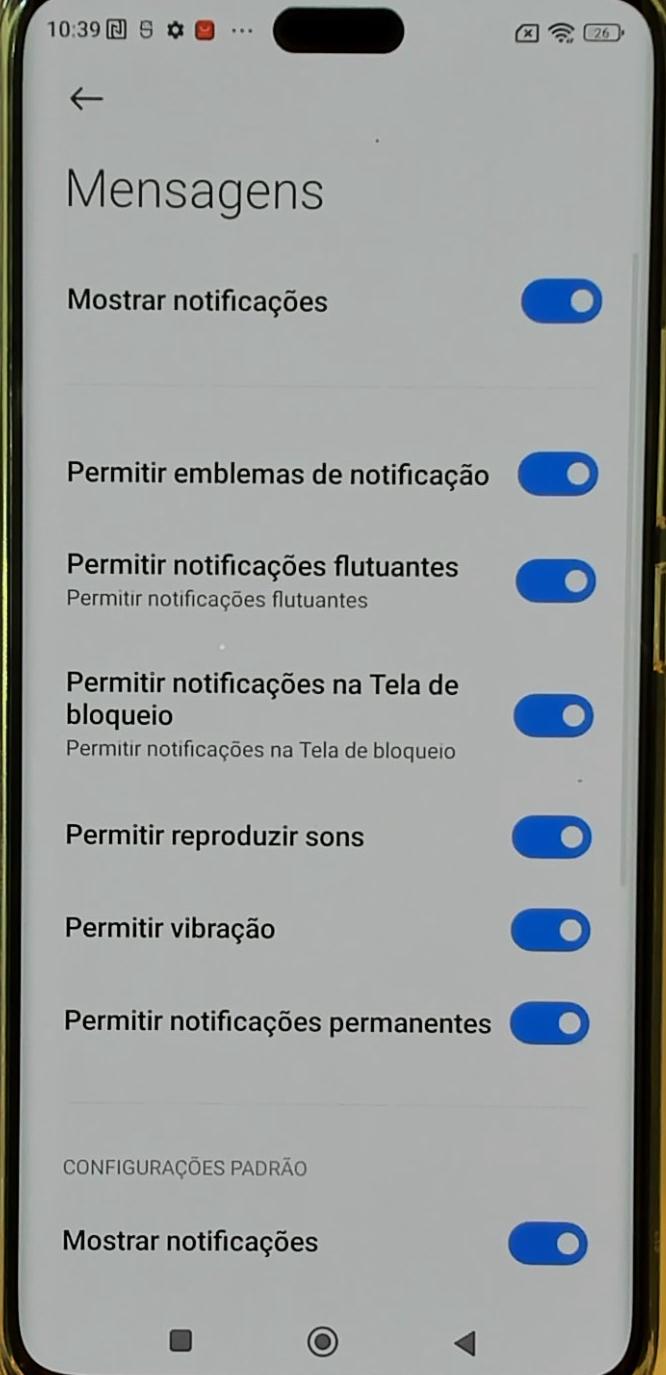 10:39
26
Mensagens
Mostrar notificações
Permitir emblemas de notificação
Permitir notificações flutuantes
Permitir notificações flutuantes
Permitir notificações na Tela de
bloqueio
Permitir notificações na Tela de bloqueio
Permitir reproduzir sons
Permitir vibração
Permitir notificações permanentes
CONFIGURAÇÕES PADRÃO
Mostrar notificações